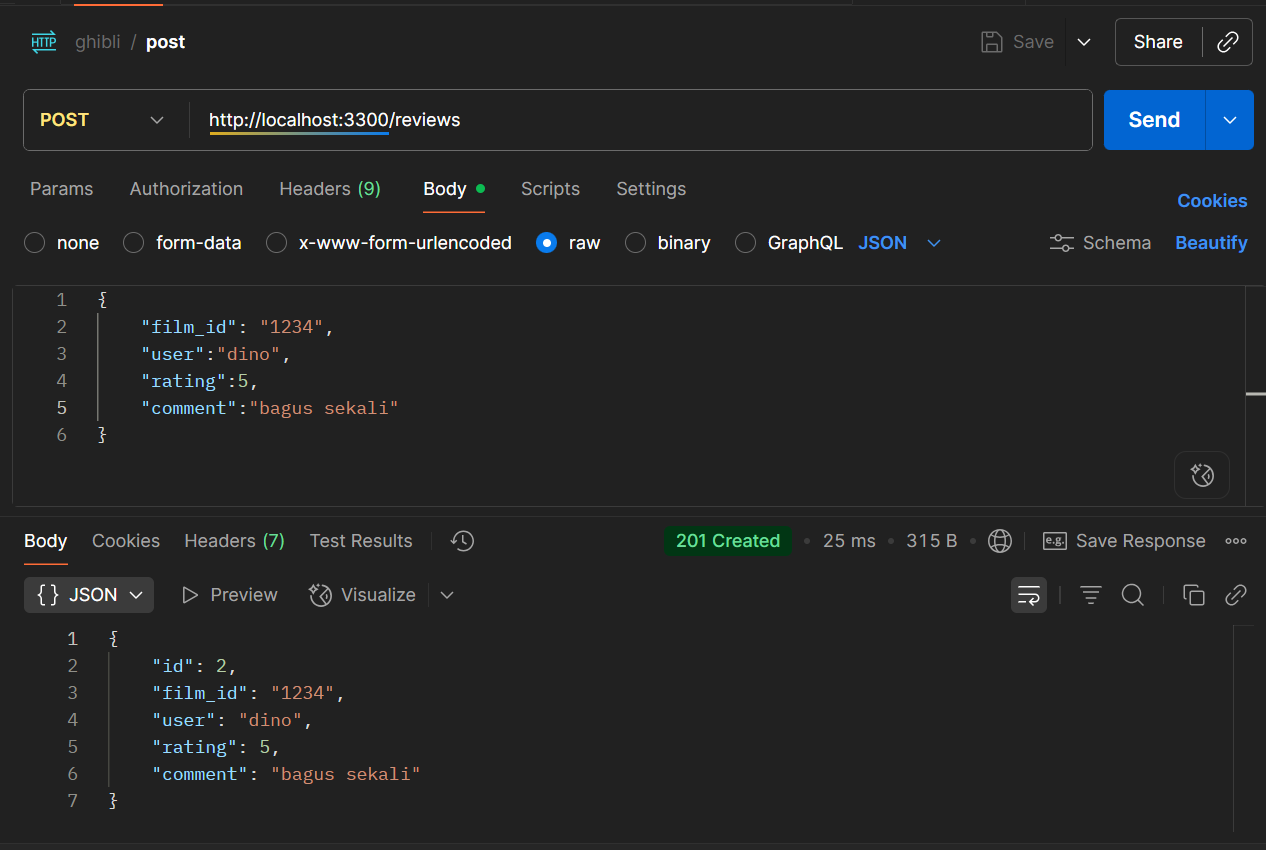 HTTP ghibli / post Save Share
POST http://localhost:3300/reviews Send
Params Authorization Headers (9) Body Scripts Settings Cookies
none form-data x-www-form-urlencoded raw binary GraphQL JSON Schema Beautify
1 {
2 "film_id": "1234",
3 "user":"dino",
4 "rating":5,
5 "comment":"bagus sekali"
6 }
Body Cookies Headers (7) Test Results 201 Created • 25 ms • 315 B • e.g. Save Response
{} JSON Preview Visualize
1 {
2 "id": 2,
3 "film_id": "1234",
4 "user": "dino",
5 "rating": 5,
6 "comment": "bagus sekali"
7 }